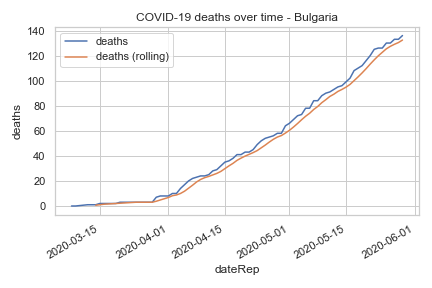 COVID-19 deaths over time - Bulgaria
140
120
100
80
60
40
20
0
deaths
deaths
deaths (rolling)
2020-03-15
2020-04-01
2020-04-15
2020-05-01
2020-05-15
2020-06-01
dateRep